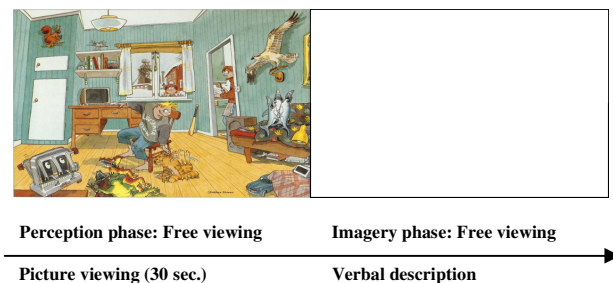 Perception phase: Free viewing
Imagery phase: Free viewing
Picture viewing (30 sec.)
Verbal description